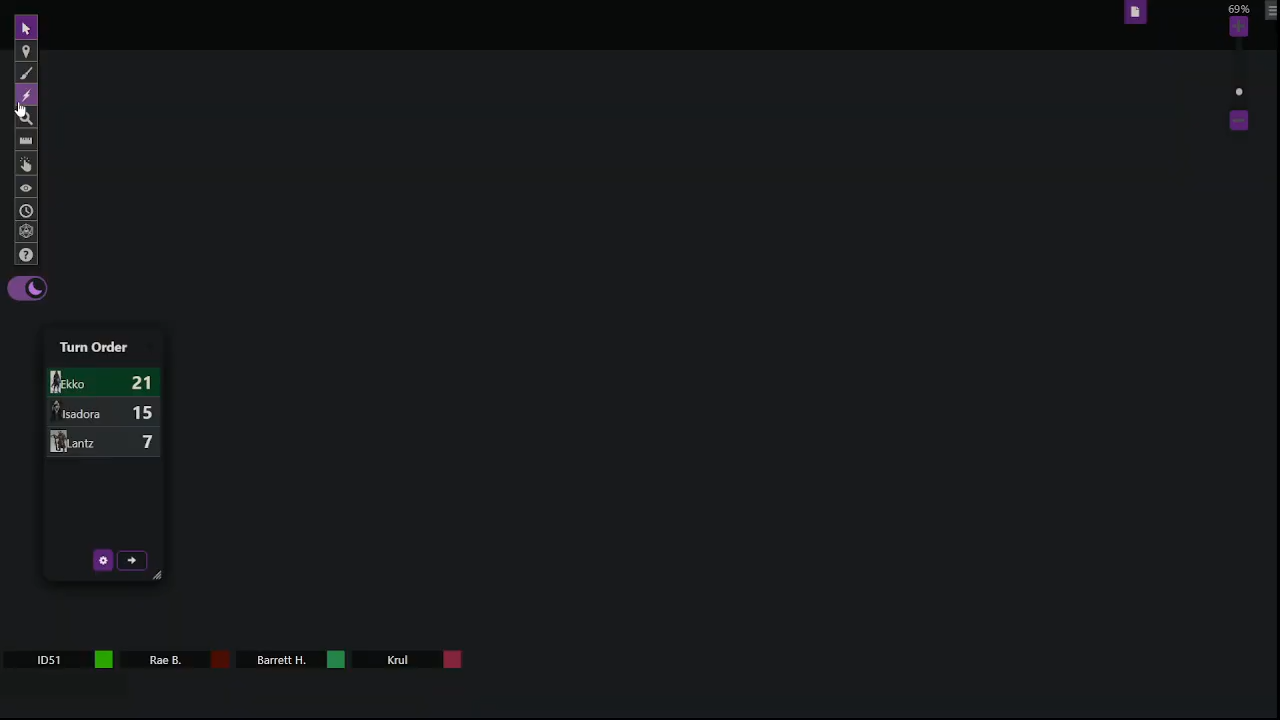 69%
Turn Order
Ekko 21
Isadora 15
Lantz 7
ID51 Rae B. Barrett H. Krul